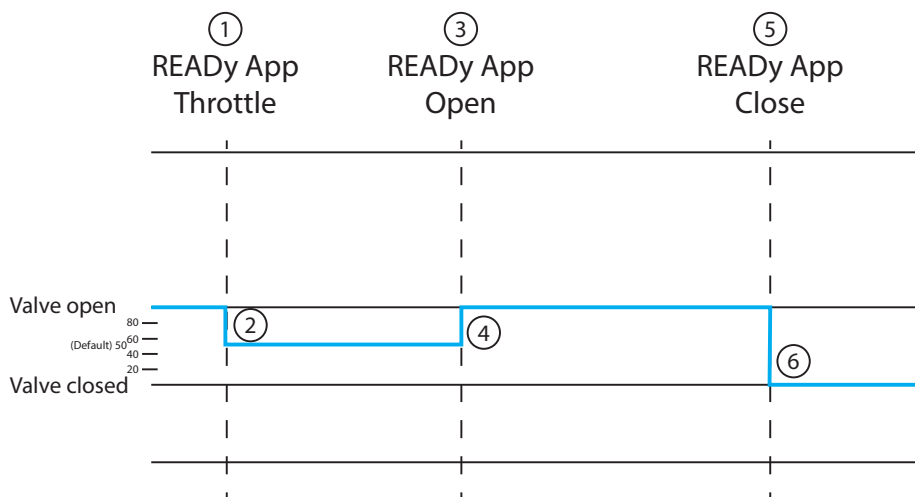 1
READy App
Throttle
3
READy App
Open
5
READy App
Close
Valve open
80
60
(Default) 50
40
20
Valve closed
2
4
6